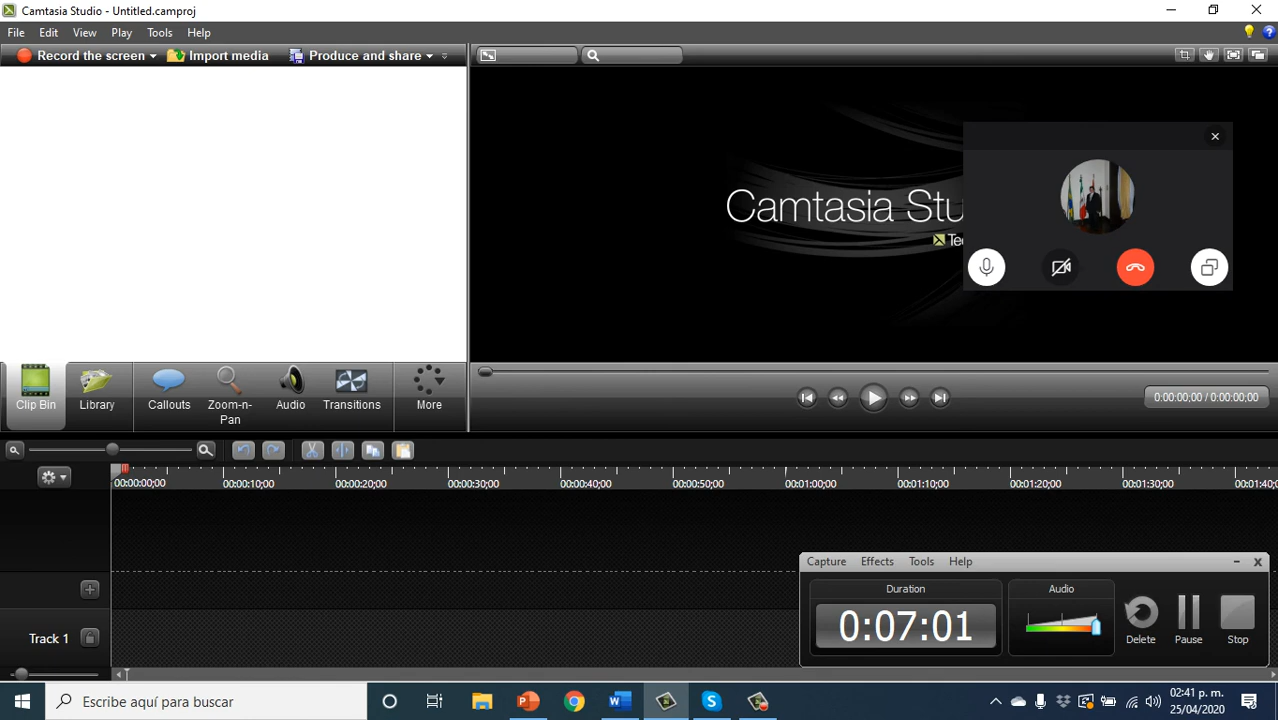 Camtasia Studio - Untitled.camproj
File Edit View Play Tools Help
Record the screen Import media Produce and share
Camtasia Stu
Te
Clip Bin Library Callouts Zoom-n-Pan Audio Transitions More
0:00:00;00 / 0:00:00;00
00:00:00;00 00:00:10;00 00:00:20;00 00:00:30;00 00:00:40;00 00:00:50;00 00:01:00;00 00:01:10;00 00:01:20;00 00:01:30;00 00:01:40;0
Capture Effects Tools Help
Duration Audio
0:07:01
Delete Pause Stop
Track 1
Escribe aquí para buscar
02:41 p. m.
25/04/2020